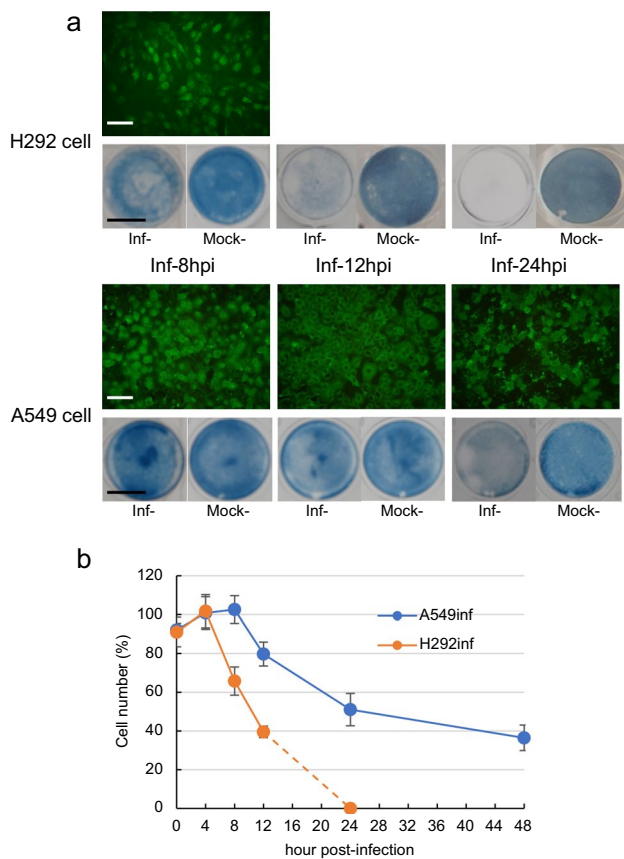 a
H292 cell
Inf- Mock- Inf- Mock- Inf- Mock-
Inf-8hpi Inf-12hpi Inf-24hpi
A549 cell
Inf- Mock- Inf- Mock- Inf- Mock-
b
120
100
80
60
40
20
0
Cell number (%)
A549inf
H292inf
0 4 8 12 16 20 24 28 32 36 40 44 48
hour post-infection